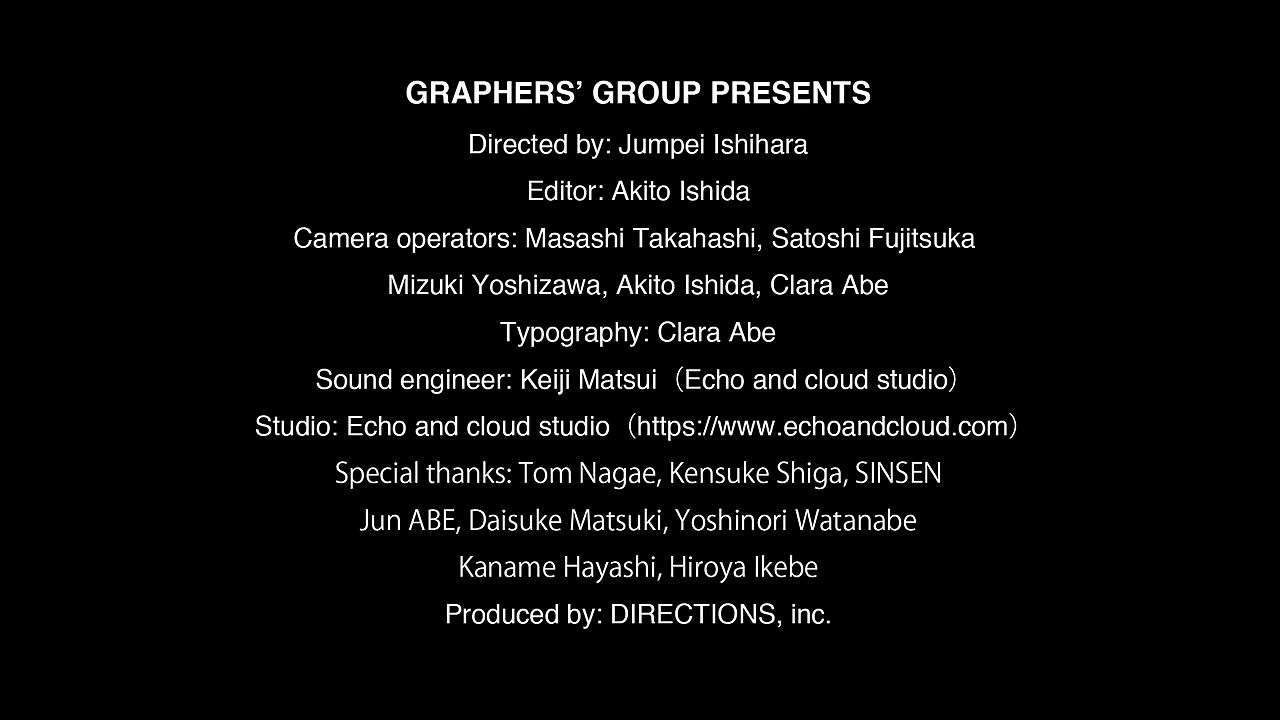 GRAPHERS’ GROUP PRESENTS
Directed by: Jumpei Ishihara
Editor: Akito Ishida
Camera operators: Masashi Takahashi, Satoshi Fujitsuka
Mizuki Yoshizawa, Akito Ishida, Clara Abe
Typography: Clara Abe
Sound engineer: Keiji Matsui（Echo and cloud studio）
Studio: Echo and cloud studio（https://www.echoandcloud.com）
Special thanks: Tom Nagae, Kensuke Shiga, SINSEN
Jun ABE, Daisuke Matsuki, Yoshinori Watanabe
Kaname Hayashi, Hiroya Ikebe
Produced by: DIRECTIONS, inc.